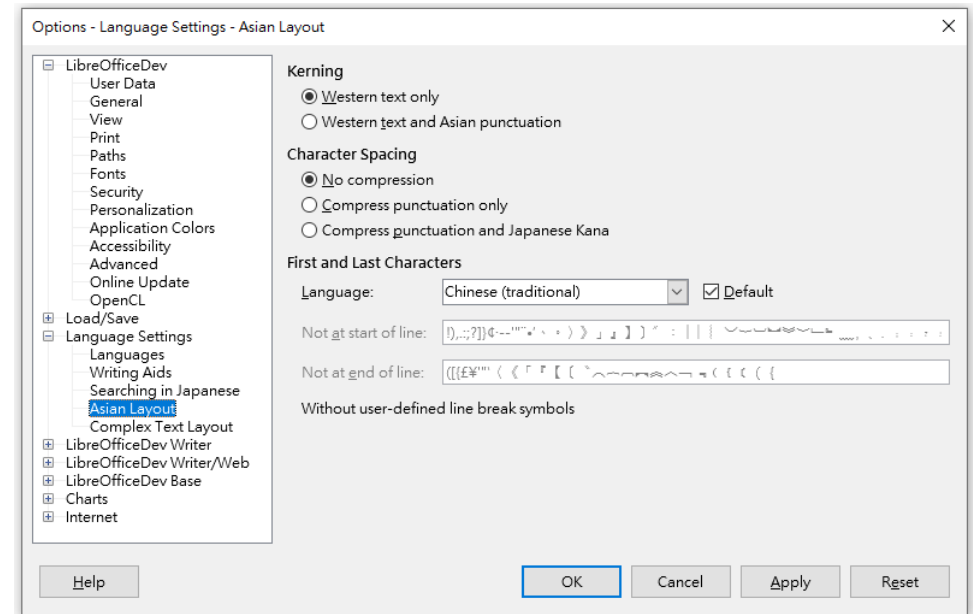 Options - Language Settings - Asian Layout
LibreOfficeDev
User Data
General
View
Print
Paths
Fonts
Security
Personalization
Application Colors
Accessibility
Advanced
Online Update
OpenCL
Load/Save
Language Settings
Languages
Writing Aids
Searching in Japanese
Asian Layout
Complex Text Layout
LibreOfficeDev Writer
LibreOfficeDev Writer/Web
LibreOfficeDev Base
Charts
Internet
Kerning
Western text only
Western text and Asian punctuation
Character Spacing
No compression
Compress punctuation only
Compress punctuation and Japanese Kana
First and Last Characters
Language: Chinese (traditional) Default
Not at start of line:
Not at end of line:
Without user-defined line break symbols
Help OK Cancel Apply Reset